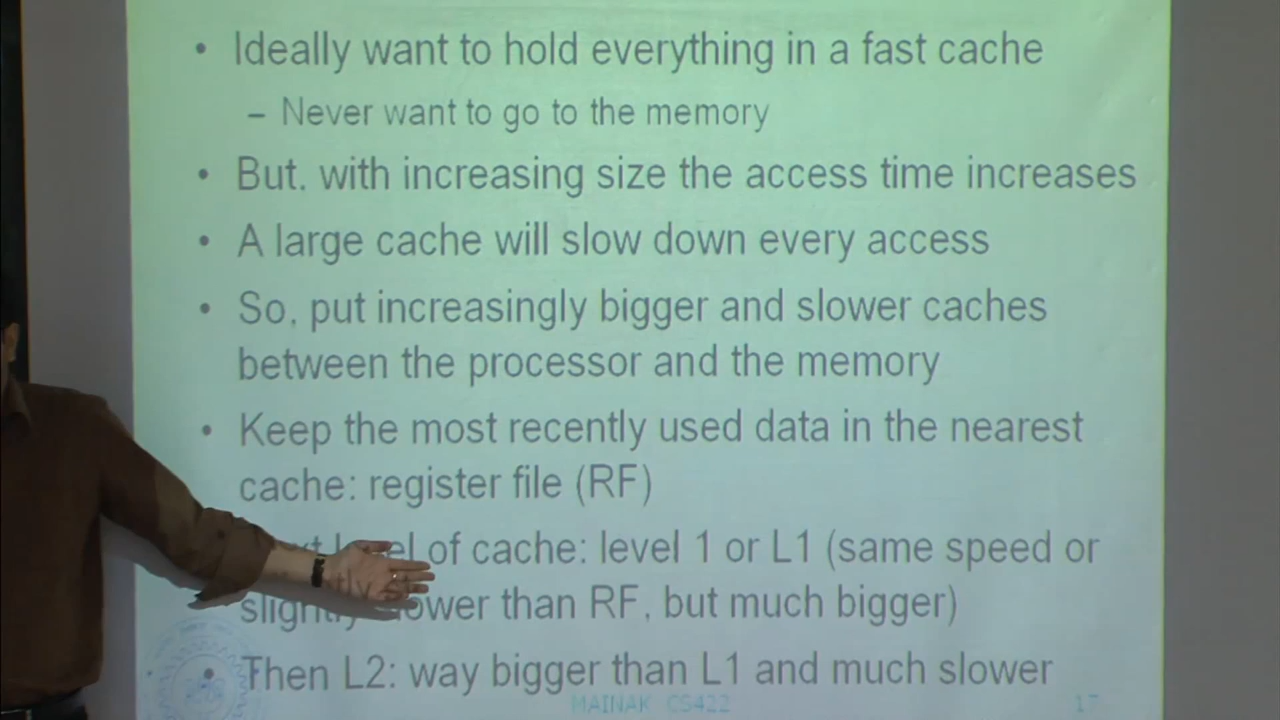 • Ideally want to hold everything in a fast cache
– Never want to go to the memory
• But, with increasing size the access time increases
• A large cache will slow down every access
• So, put increasingly bigger and slower caches
between the processor and the memory
• Keep the most recently used data in the nearest
cache: register file (RF)
of cache: level 1 or L1 (same speed or
than RF, but much bigger)
• Then L2: way bigger than L1 and much slower
MAINAK CS422 17